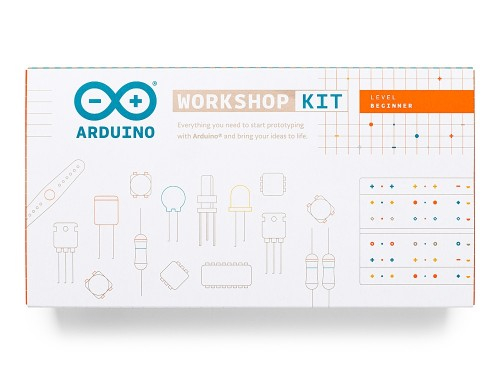 ARDUINO®
WORKSHOP KIT
Everything you need to start prototyping
with Arduino® and bring your ideas to life.
LEVEL
BEGINNER